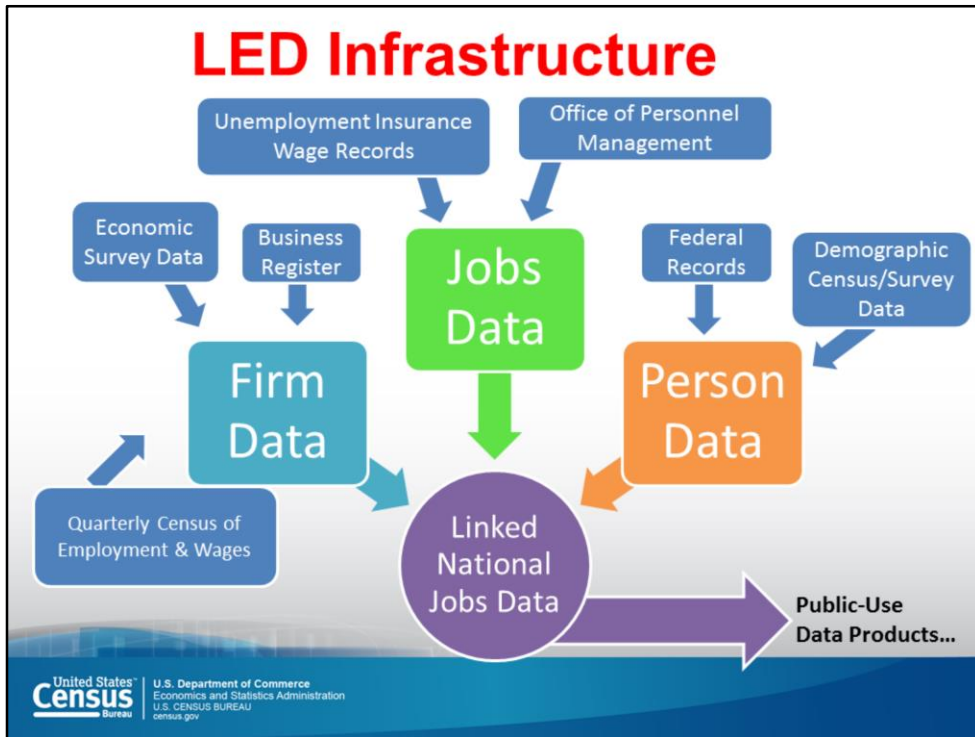 LED Infrastructure
Unemployment Insurance
Wage Records
Office of Personnel
Management
Economic
Survey Data
Business
Register
Jobs
Data
Federal
Records
Demographic
Census/Survey
Data
Firm
Data
Person
Data
Quarterly Census of
Employment & Wages
Linked
National
Jobs Data
Public-Use
Data Products...
United States™
Census
Bureau
U.S. Department of Commerce
Economics and Statistics Administration
U.S. CENSUS BUREAU
census.gov